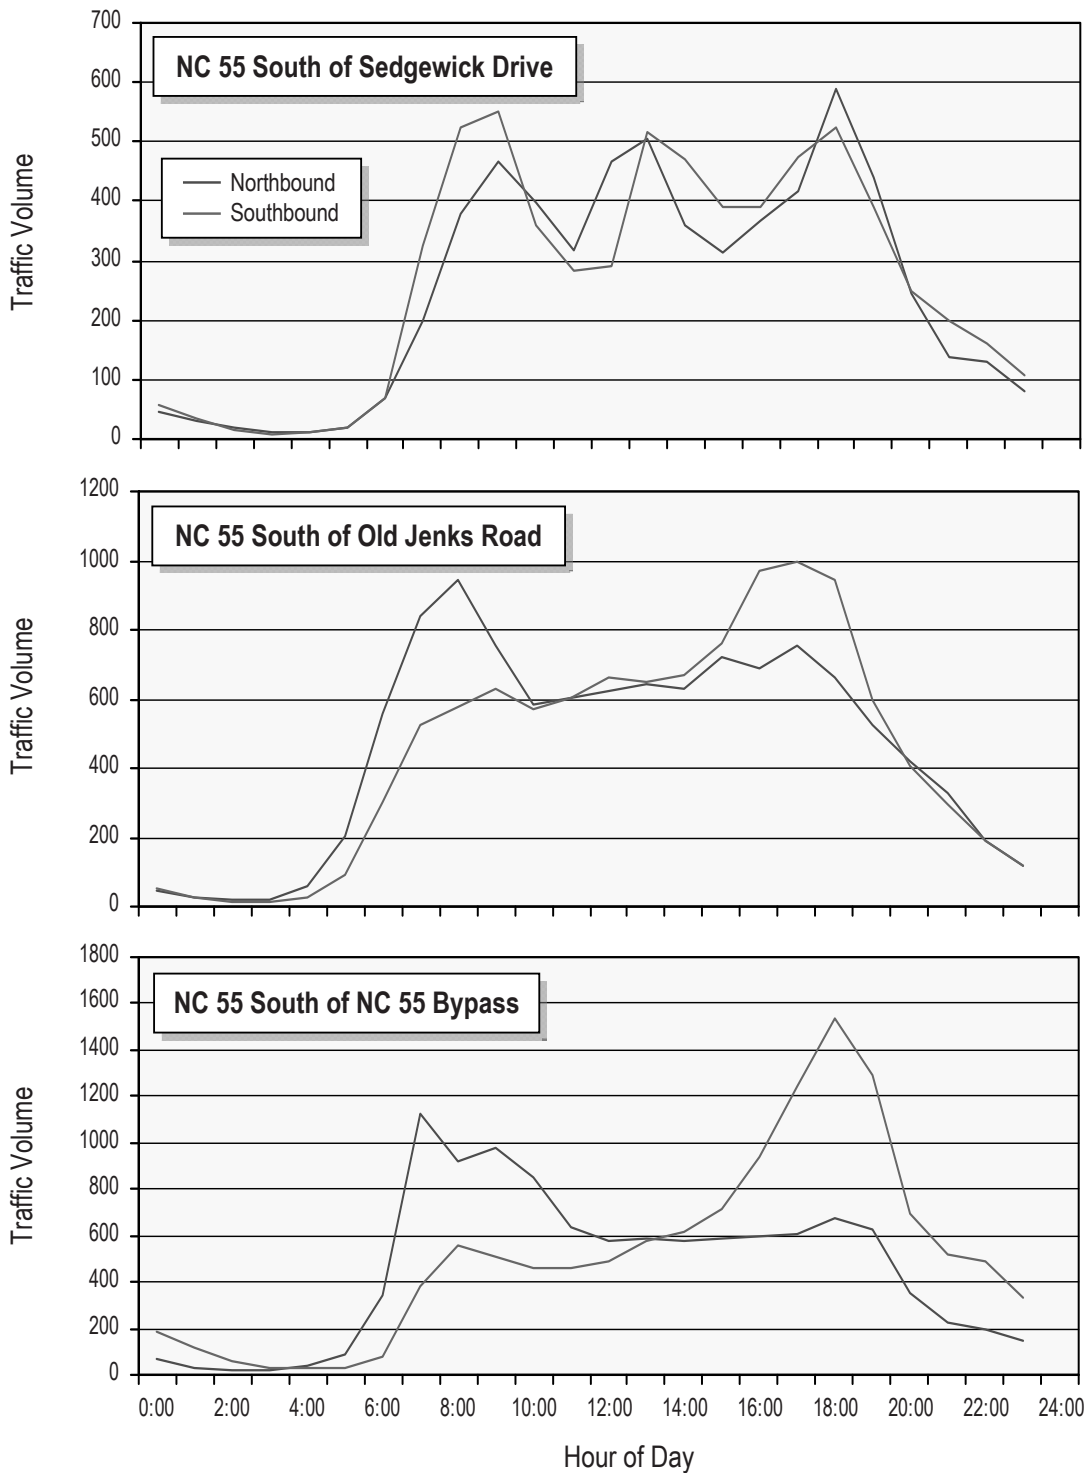 NC 55 South of Sedgewick Drive
Northbound
Southbound
Traffic Volume
700
600
500
400
300
200
100
0
NC 55 South of Old Jenks Road
Traffic Volume
1200
1000
800
600
400
200
0
NC 55 South of NC 55 Bypass
Traffic Volume
1800
1600
1400
1200
1000
800
600
400
200
0
0:00 2:00 4:00 6:00 8:00 10:00 12:00 14:00 16:00 18:00 20:00 22:00 24:00
Hour of Day